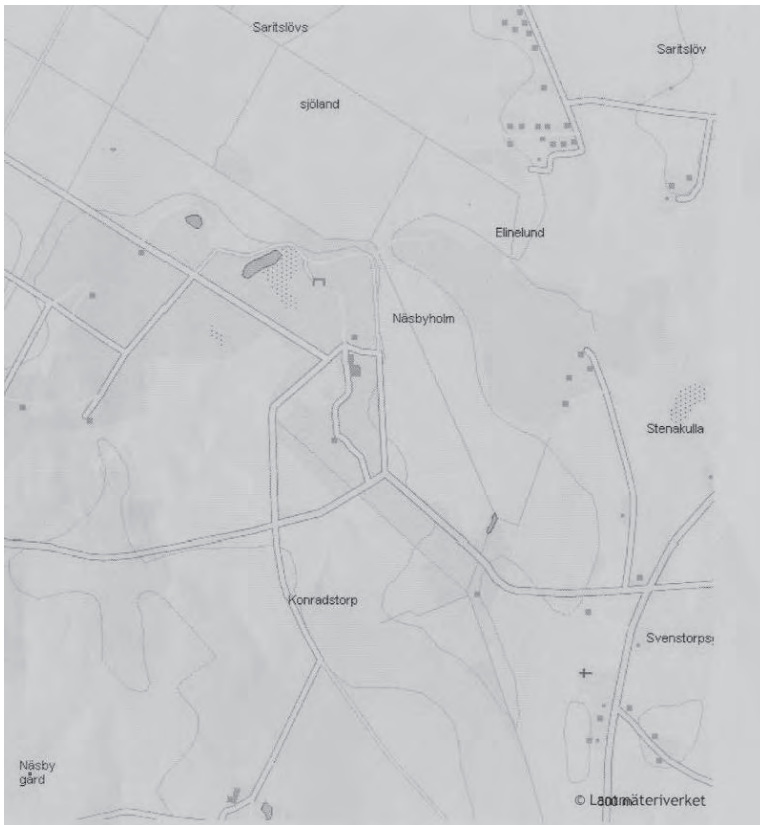 Saritslövs
Saritslöv
sjöland
Elinelund
Näsbyholm
Stenakulla
Konradstorp
Svenstorps
Näsby
gård
© Lantmäteriverket